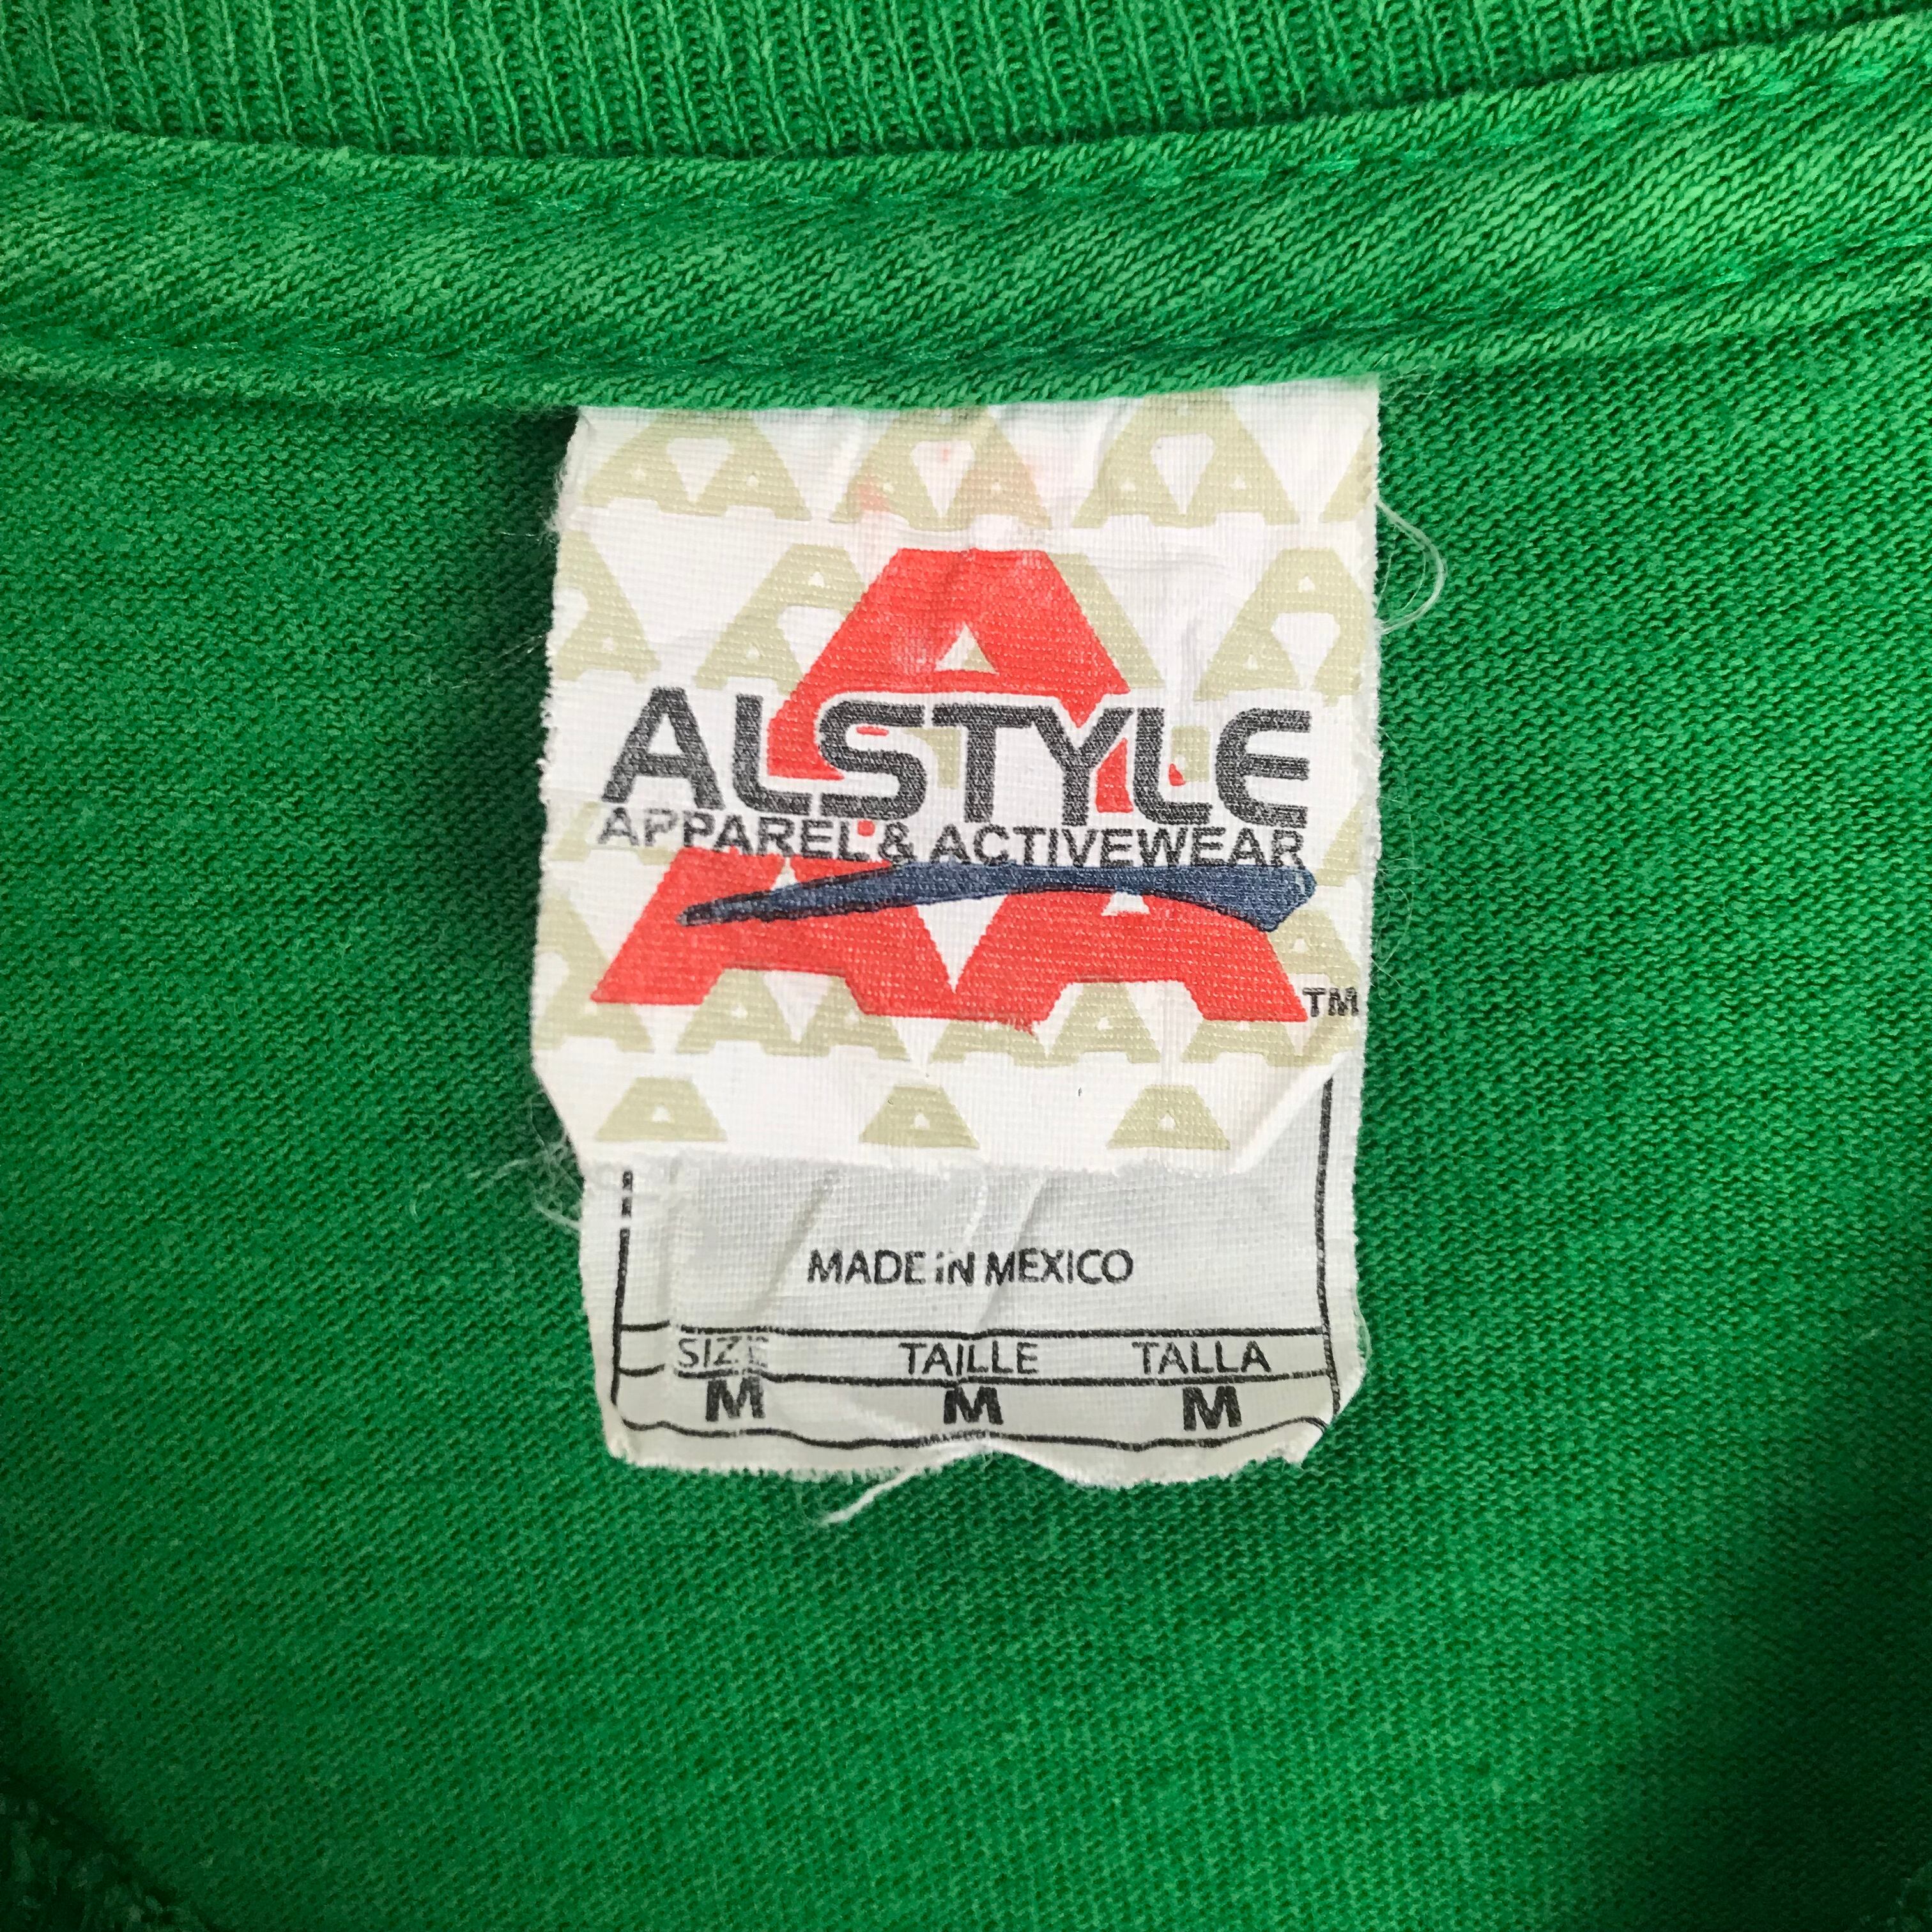 ALSTYLE
APPAREL & ACTIVEWEAR
TM
MADE IN MEXICO
SIZE TAILLE TALLA
M M M